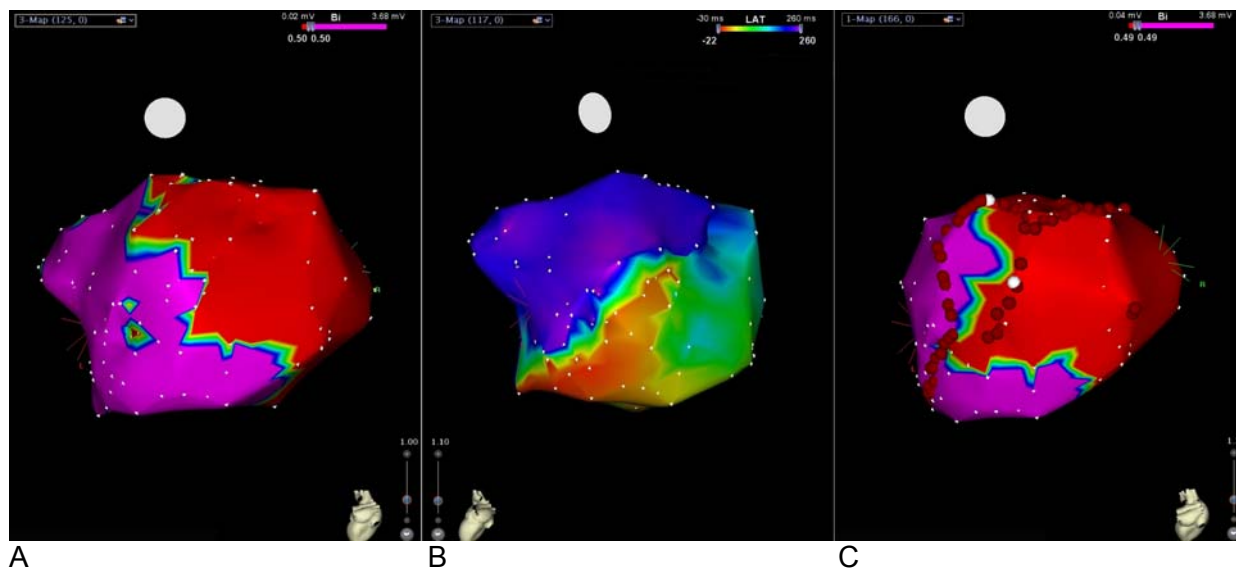 3-Map (125, 0)
0.02 mV Bi 3.68 mV
0.50 0.50
1.00
A
3-Map (117, 0)
-30 ms LAT 260 ms
-22 260
1.10
B
1-Map (166, 0)
0.04 mV Bi 3.68 mV
0.49 0.49
C